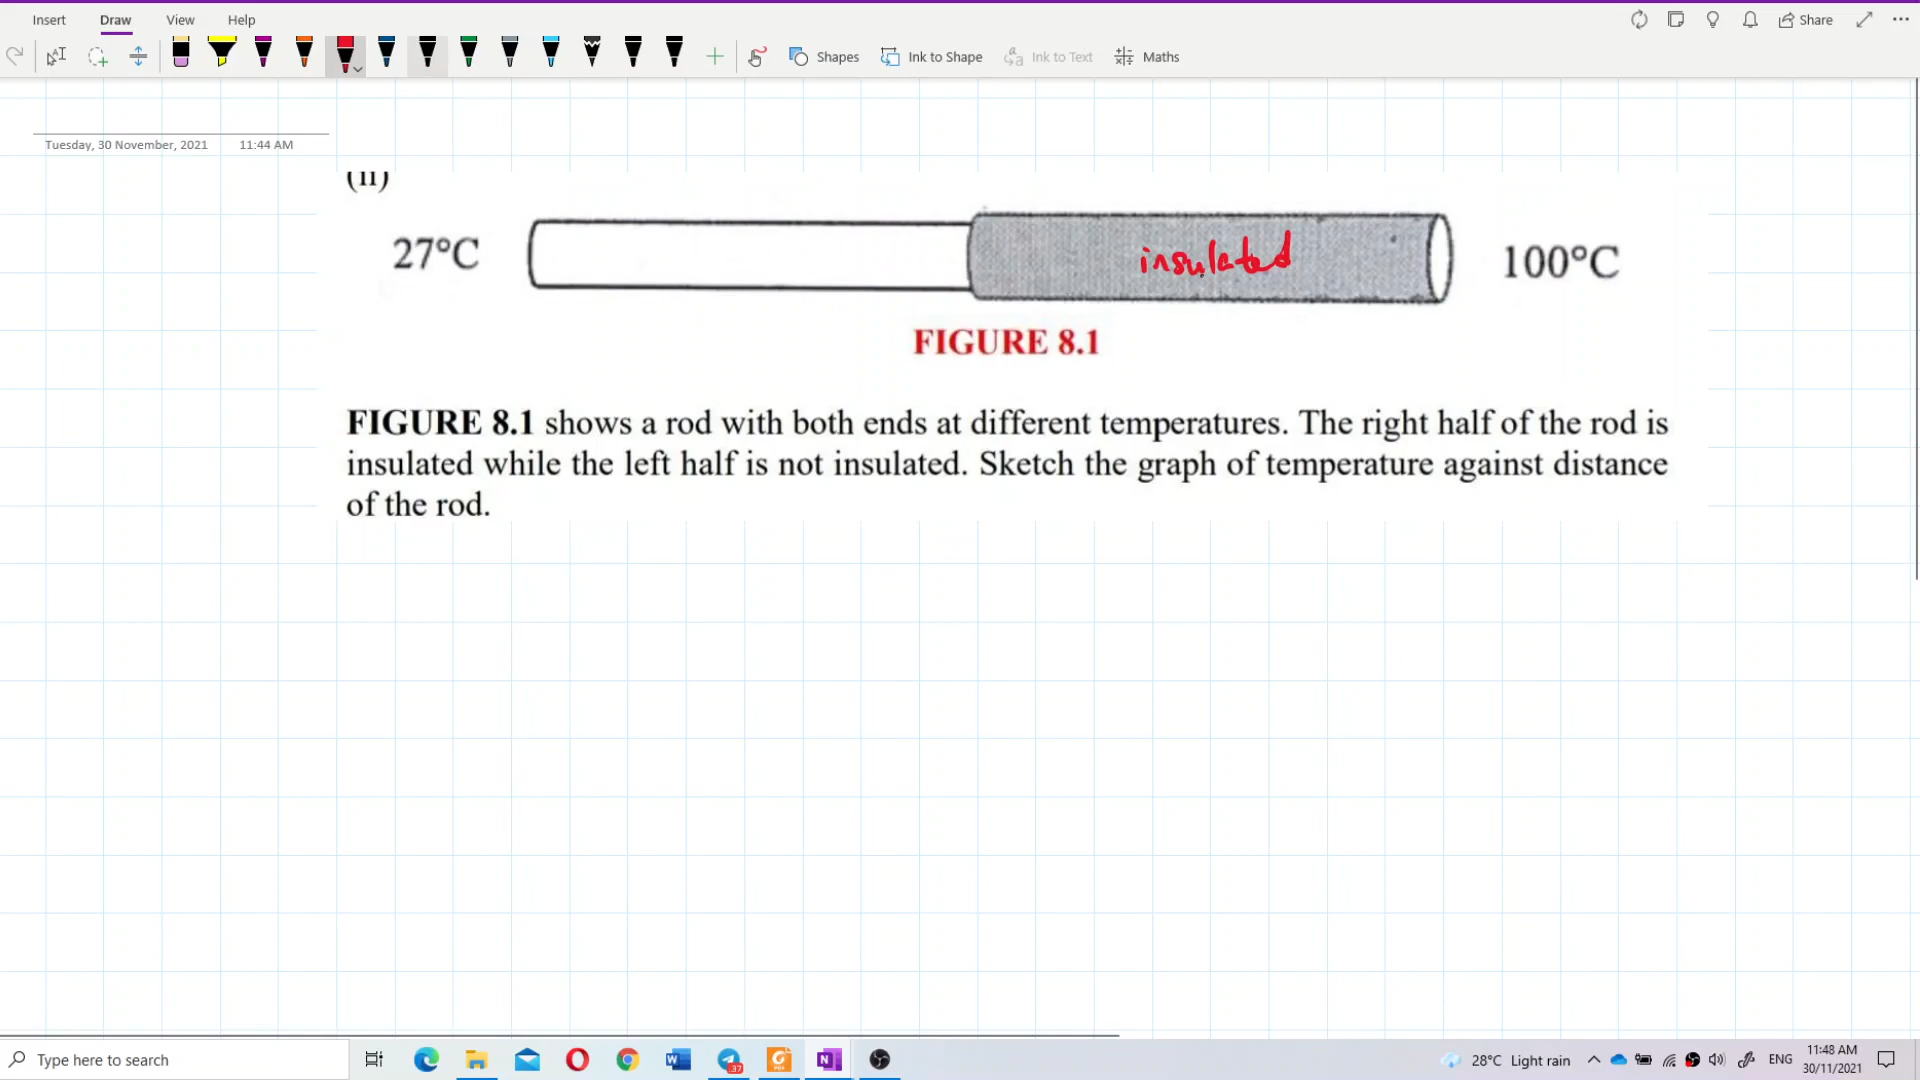 Insert Draw View Help
Share
Shapes Ink to Shape Ink to Text Maths
Tuesday, 30 November, 2021 11:44 AM
(ii)
27°C insulated 100°C
FIGURE 8.1
FIGURE 8.1 shows a rod with both ends at different temperatures. The right half of the rod is
insulated while the left half is not insulated. Sketch the graph of temperature against distance
of the rod.
Type here to search
28°C Light rain
ENG
11:48 AM
30/11/2021